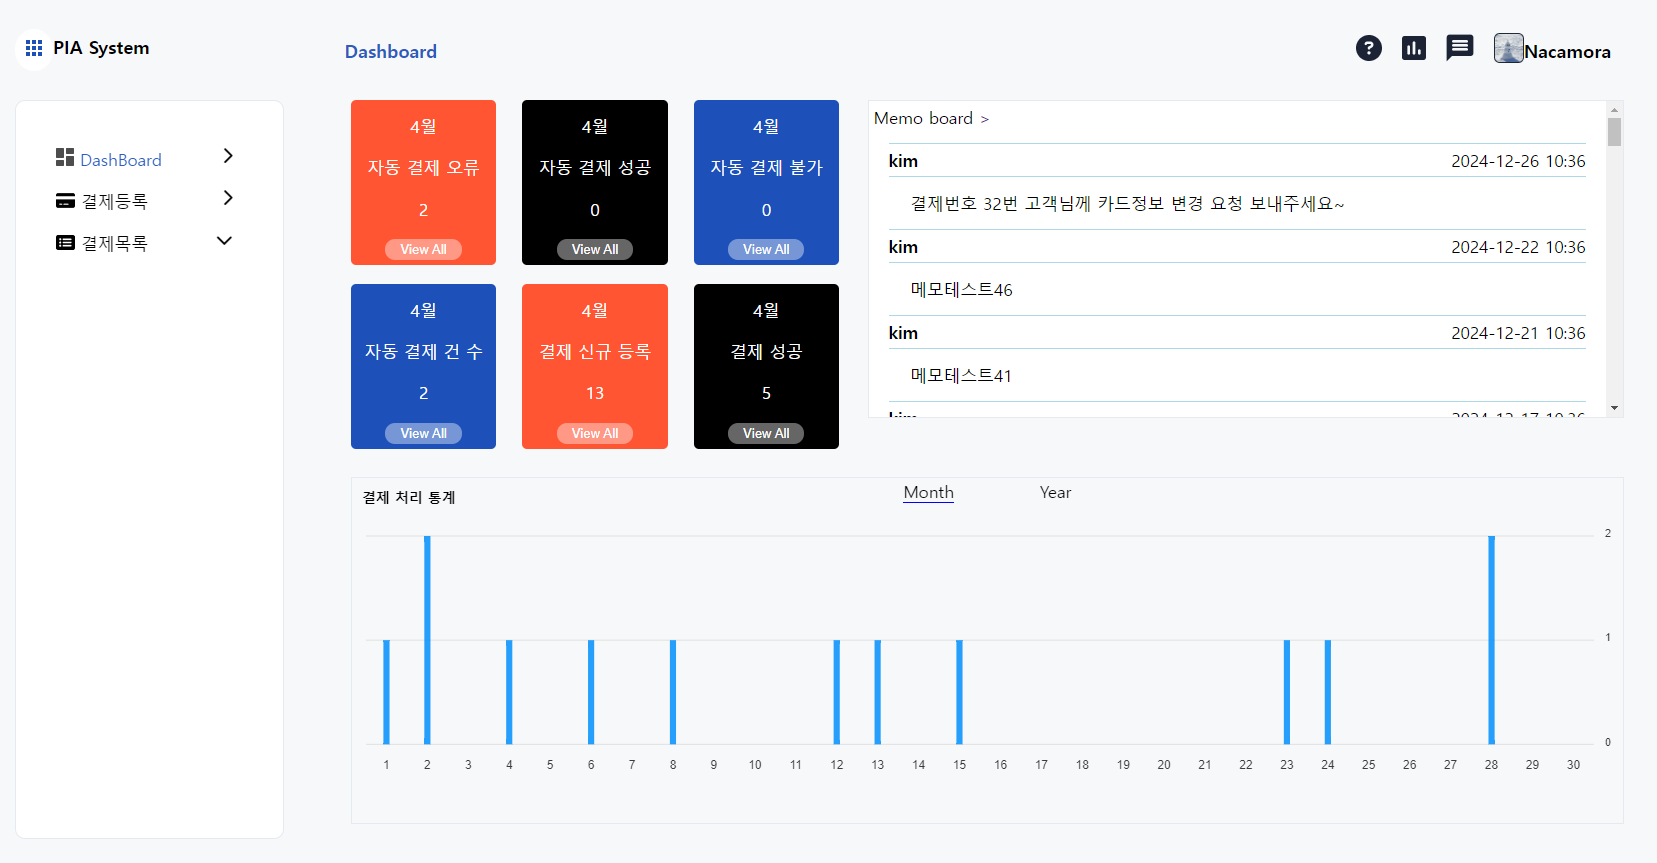 PIA System
Dashboard
Nacamora
DashBoard
결제등록
결제목록
4월
자동 결제 오류
2
View All
4월
자동 결제 성공
0
View All
4월
자동 결제 불가
0
View All
4월
자동 결제 건 수
2
View All
4월
결제 신규 등록
13
View All
4월
결제 성공
5
View All
Memo board >
kim 2024-12-26 10:36
결제번호 32번 고객님께 카드정보 변경 요청 보내주세요~
kim 2024-12-22 10:36
메모테스트46
kim 2024-12-21 10:36
메모테스트41
kim 2024-12-17 10:36
결제 처리 통계
Month Year
2
1
0
1 2 3 4 5 6 7 8 9 10 11 12 13 14 15 16 17 18 19 20 21 22 23 24 25 26 27 28 29 30